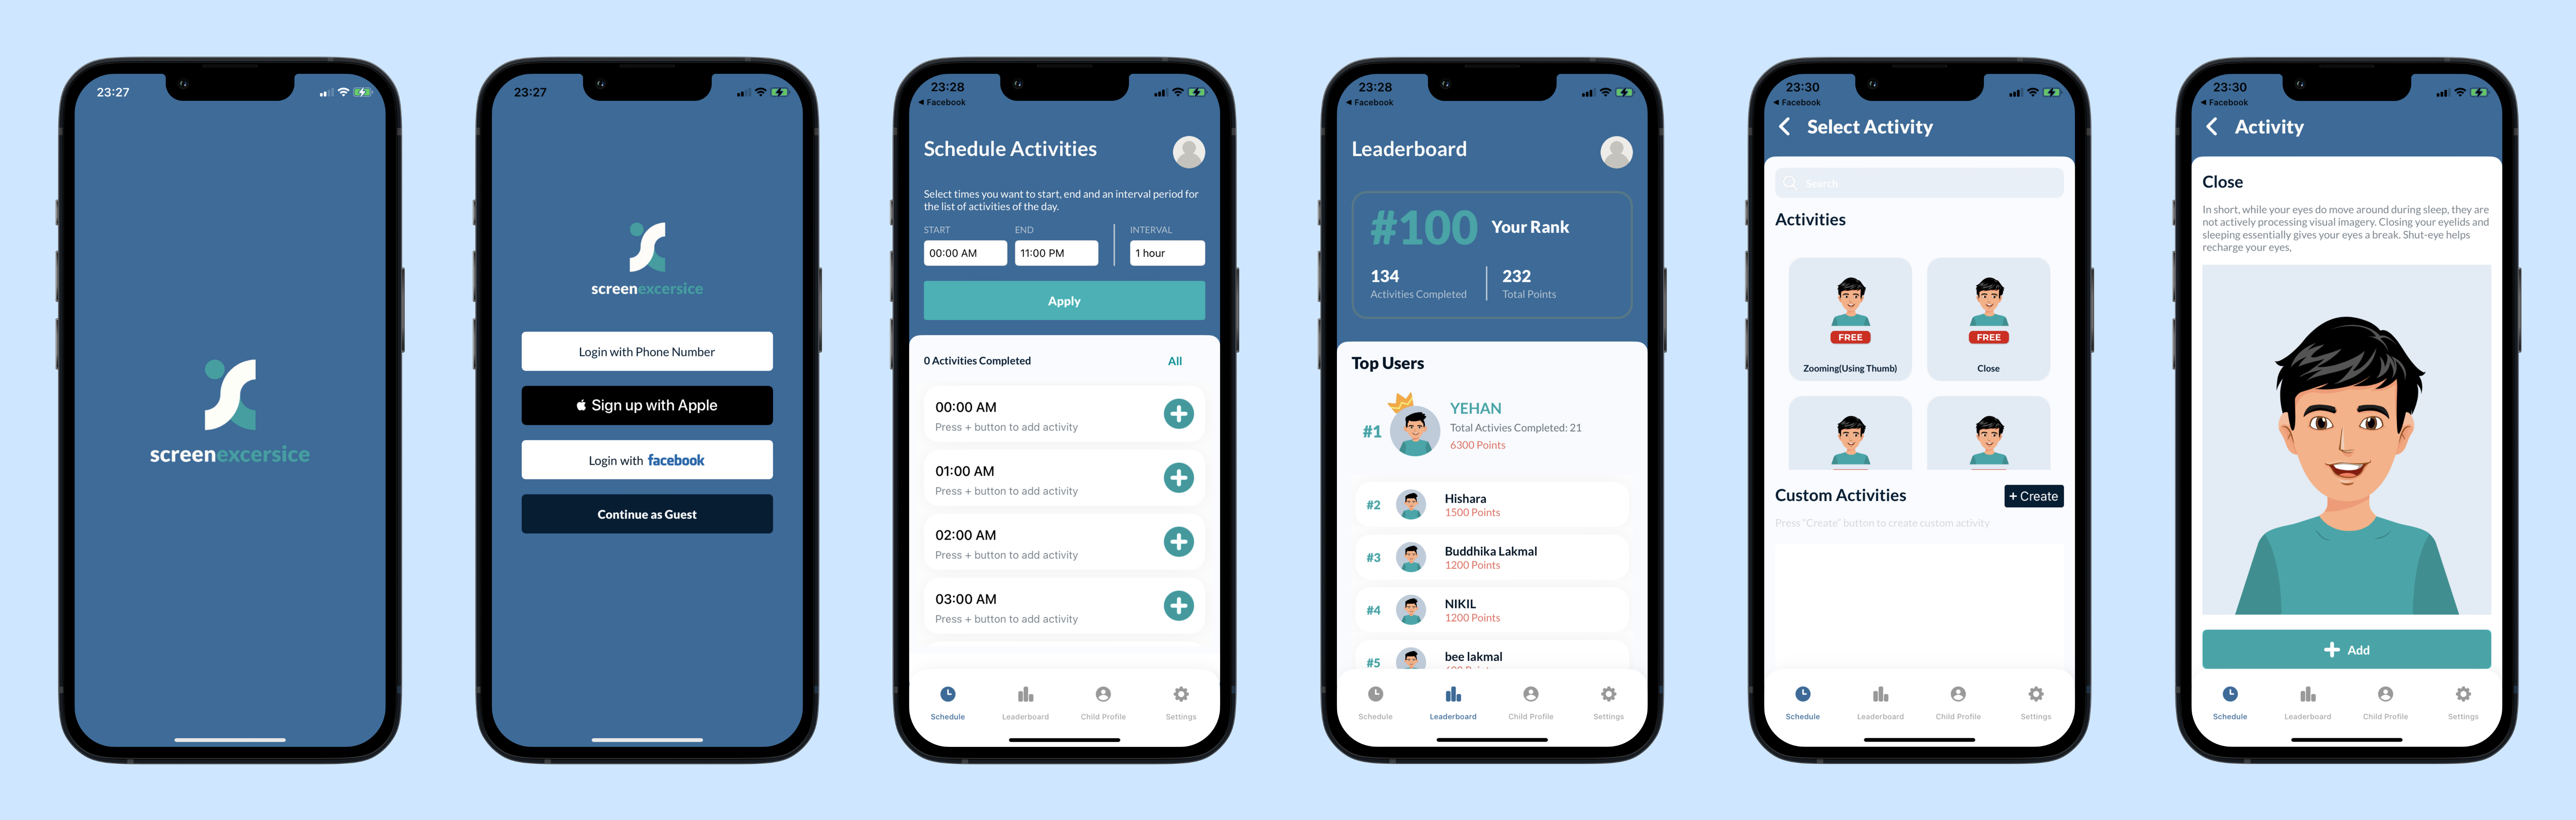 23:27
screenexcersice
23:27
screenexcersice
Login with Phone Number
Sign up with Apple
Login with facebook
Continue as Guest
23:28
◀ Facebook
Schedule Activities
Select times you want to start, end and an interval period for
the list of activities of the day.
START END INTERVAL
00:00 AM 11:00 PM 1 hour
Apply
0 Activities Completed All
00:00 AM
Press + button to add activity
01:00 AM
Press + button to add activity
02:00 AM
Press + button to add activity
03:00 AM
Press + button to add activity
Schedule Leaderboard Child Profile Settings
23:28
◀ Facebook
Leaderboard
#100 Your Rank
134 232
Activities Completed Total Points
Top Users
#1
YEHAN
Total Activies Completed: 21
6300 Points
#2 Hishara
1500 Points
#3 Buddhika Lakmal
1200 Points
#4 NIKIL
1200 Points
#5 bee lakmal
Schedule Leaderboard Child Profile Settings
23:30
◀ Facebook
Select Activity
Search
Activities
FREE FREE
Zooming(Using Thumb) Close
Custom Activities + Create
Press "Create" button to create custom activity
Schedule Leaderboard Child Profile Settings
23:30
◀ Facebook
Activity
Close
In short, while your eyes do move around during sleep, they are
not actively processing visual imagery. Closing your eyelids and
sleeping essentially gives your eyes a break. Shut-eye helps
recharge your eyes,
+ Add
Schedule Leaderboard Child Profile Settings